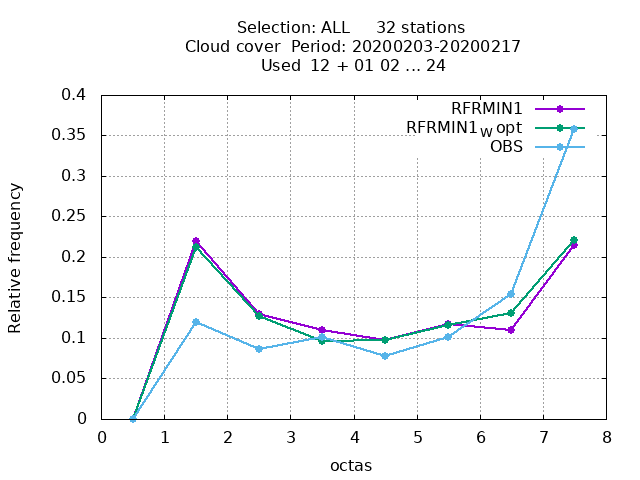 Selection: ALL 32 stations
Cloud cover Period: 20200203-20200217
Used 12 + 01 02 ... 24
RFRMIN1
RFRMIN1w opt
OBS
0.4
0.35
0.3
0.25
0.2
0.15
0.1
0.05
0
Relative frequency
0 1 2 3 4 5 6 7 8
octas